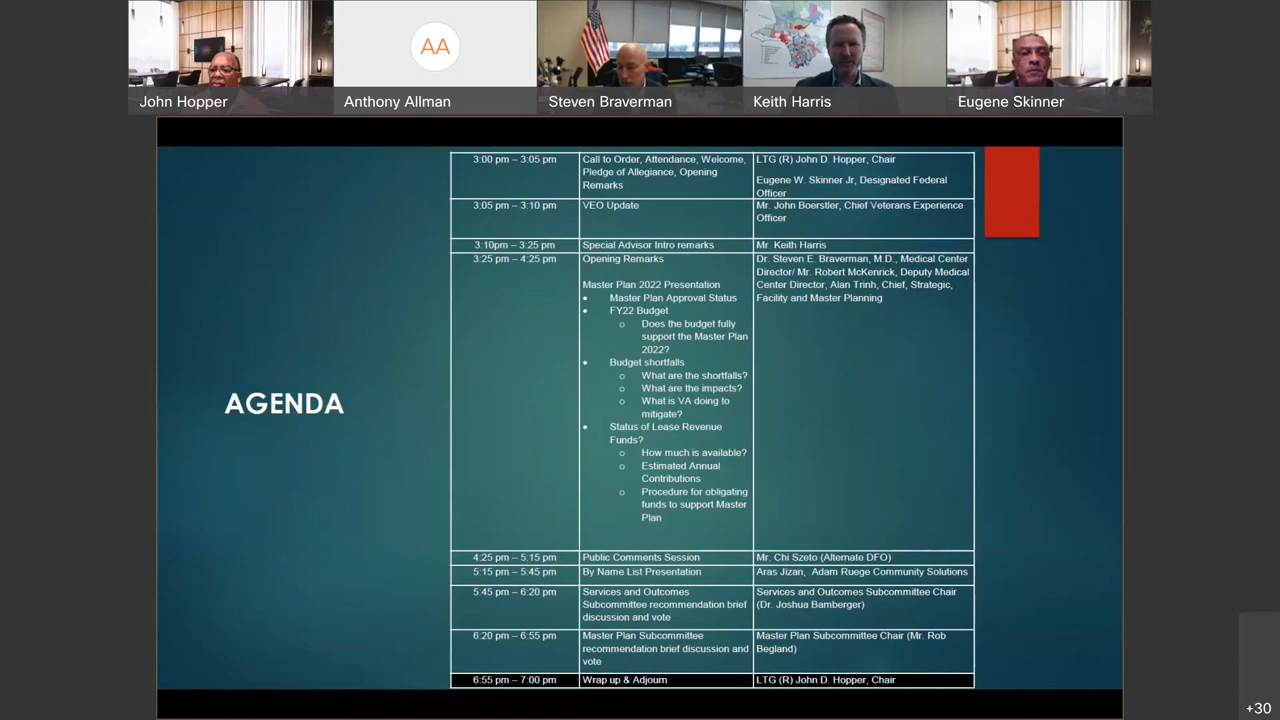 AA
John Hopper
Anthony Allman
Steven Braverman
Keith Harris
Eugene Skinner
AGENDA
3:00 pm – 3:05 pm
Call to Order, Attendance, Welcome,
Pledge of Allegiance, Opening
Remarks
LTG (R) John D. Hopper, Chair
Eugene W. Skinner Jr, Designated Federal
Officer
3:05 pm – 3:10 pm
VEO Update
Mr. John Boerstler, Chief Veterans Experience
Officer
3:10pm – 3:25 pm
Special Advisor Intro remarks
Mr. Keith Harris
3:25 pm – 4:25 pm
Opening Remarks
Master Plan 2022 Presentation
• Master Plan Approval Status
• FY22 Budget
o Does the budget fully
support the Master Plan
2022?
• Budget shortfalls
o What are the shortfalls?
o What are the impacts?
o What is VA doing to
mitigate?
• Status of Lease Revenue
Funds?
o How much is available?
o Estimated Annual
Contributions
o Procedure for obligating
funds to support Master
Plan
Dr. Steven E. Braverman, M.D., Medical Center
Director/ Mr. Robert McKenrick, Deputy Medical
Center Director, Alan Trinh, Chief, Strategic,
Facility and Master Planning
4:25 pm – 5:15 pm
Public Comments Session
Mr. Chi Szeto (Alternate DFO)
5:15 pm – 5:45 pm
By Name List Presentation
Aras Jizan, Adam Ruege Community Solutions
5.45 pm – 6:20 pm
Services and Outcomes
Subcommittee recommendation brief
discussion and vote
Services and Outcomes Subcommittee Chair
(Dr. Joshua Bamberger)
6:20 pm – 6:55 pm
Master Plan Subcommittee
recommendation brief discussion and
vote
Master Plan Subcommittee Chair (Mr. Rob
Begland)
6:55 pm – 7:00 pm
Wrap up & Adjourn
LTG (R) John D. Hopper, Chair
+30